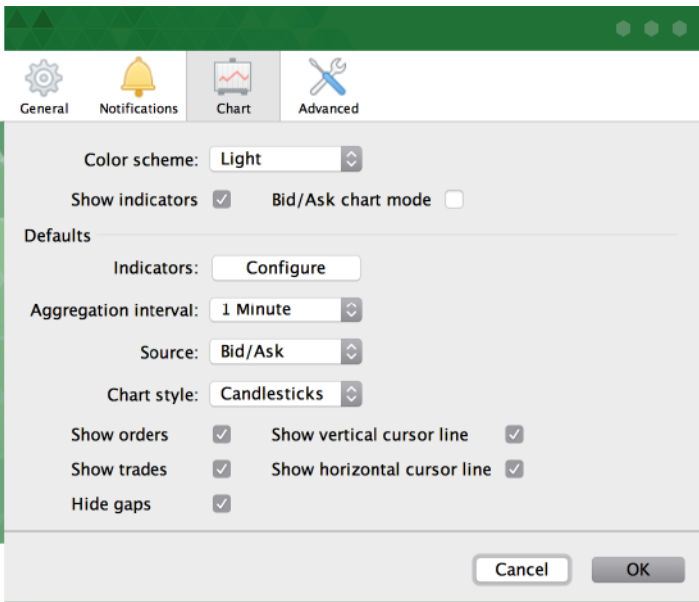 General Notifications Chart Advanced
Color scheme: Light
Show indicators Bid/Ask chart mode
Defaults
Indicators: Configure
Aggregation interval: 1 Minute
Source: Bid/Ask
Chart style: Candlesticks
Show orders Show vertical cursor line
Show trades Show horizontal cursor line
Hide gaps
Cancel OK